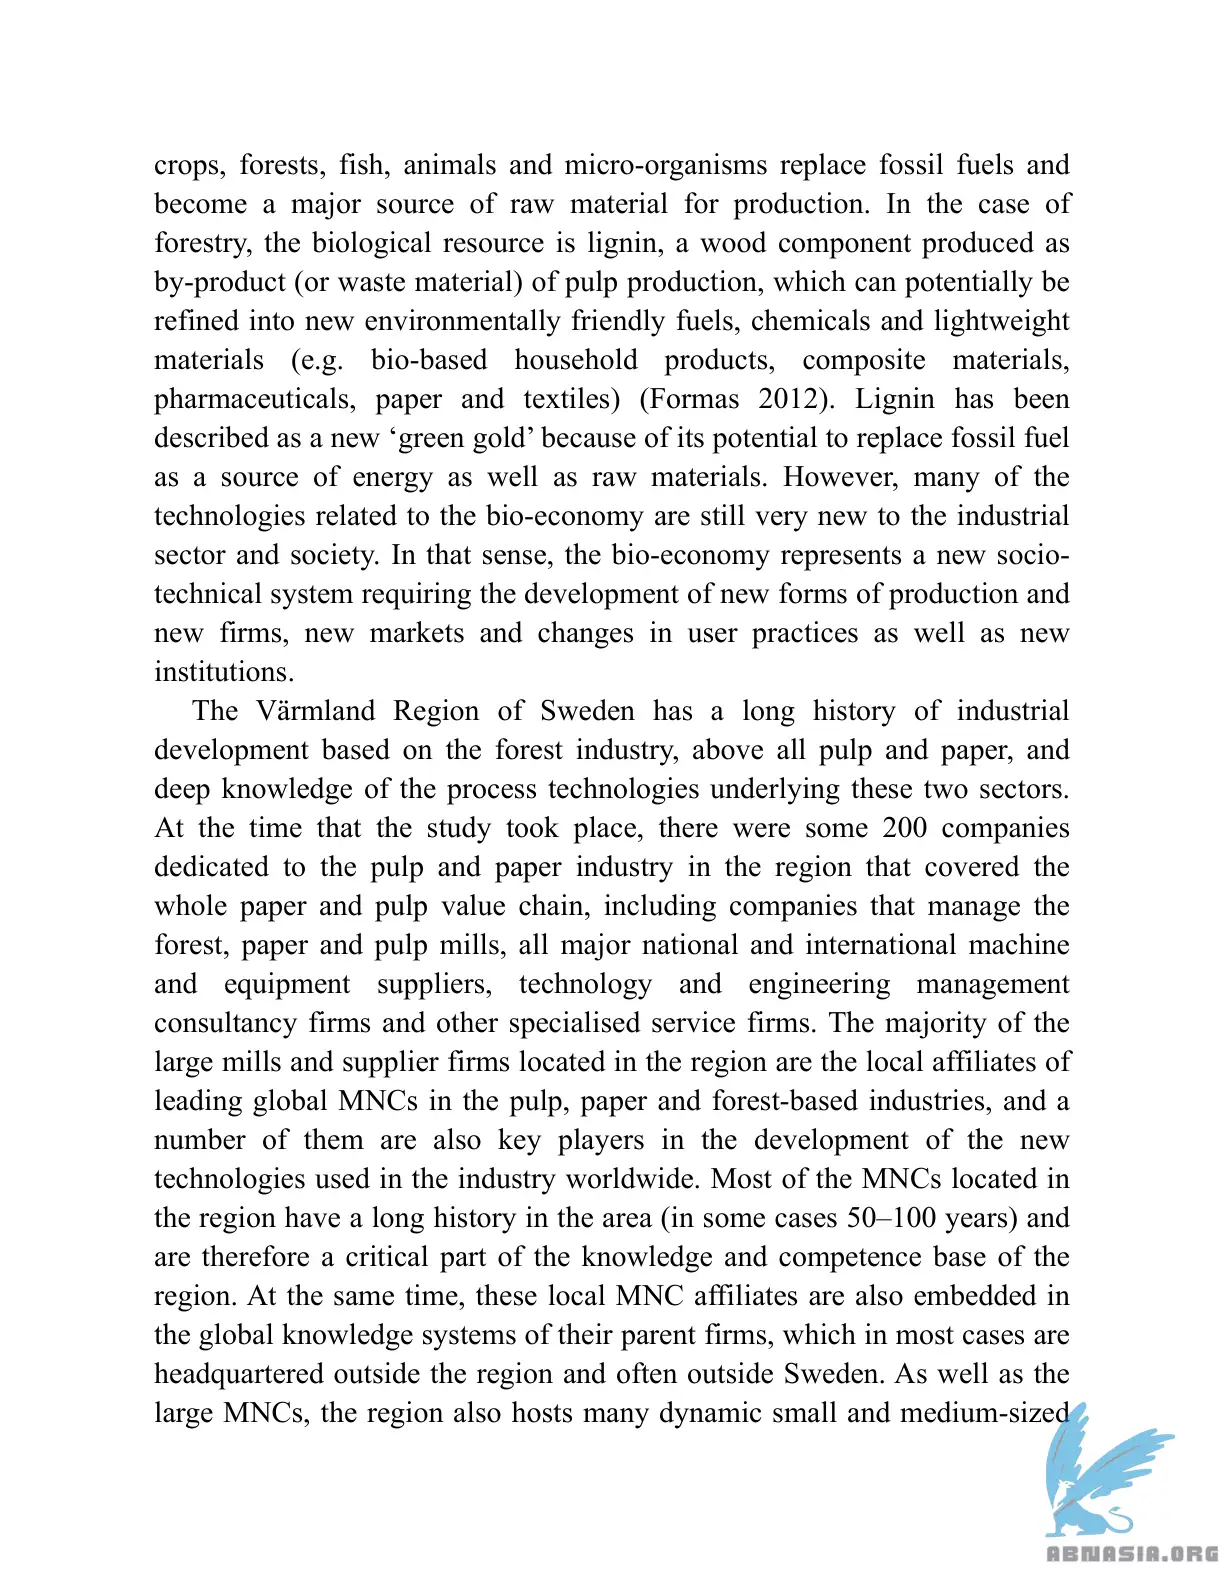 crops, forests, fish, animals and micro-organisms replace fossil fuels and
become a major source of raw material for production. In the case of
forestry, the biological resource is lignin, a wood component produced as
by-product (or waste material) of pulp production, which can potentially be
refined into new environmentally friendly fuels, chemicals and lightweight
materials (e.g. bio-based household products, composite materials,
pharmaceuticals, paper and textiles) (Formas 2012). Lignin has been
described as a new ‘green gold’ because of its potential to replace fossil fuel
as a source of energy as well as raw materials. However, many of the
technologies related to the bio-economy are still very new to the industrial
sector and society. In that sense, the bio-economy represents a new socio-
technical system requiring the development of new forms of production and
new firms, new markets and changes in user practices as well as new
institutions.
The Värmland Region of Sweden has a long history of industrial
development based on the forest industry, above all pulp and paper, and
deep knowledge of the process technologies underlying these two sectors.
At the time that the study took place, there were some 200 companies
dedicated to the pulp and paper industry in the region that covered the
whole paper and pulp value chain, including companies that manage the
forest, paper and pulp mills, all major national and international machine
and equipment suppliers, technology and engineering management
consultancy firms and other specialised service firms. The majority of the
large mills and supplier firms located in the region are the local affiliates of
leading global MNCs in the pulp, paper and forest-based industries, and a
number of them are also key players in the development of the new
technologies used in the industry worldwide. Most of the MNCs located in
the region have a long history in the area (in some cases 50–100 years) and
are therefore a critical part of the knowledge and competence base of the
region. At the same time, these local MNC affiliates are also embedded in
the global knowledge systems of their parent firms, which in most cases are
headquartered outside the region and often outside Sweden. As well as the
large MNCs, the region also hosts many dynamic small and medium-sized
ABNASIA.ORG